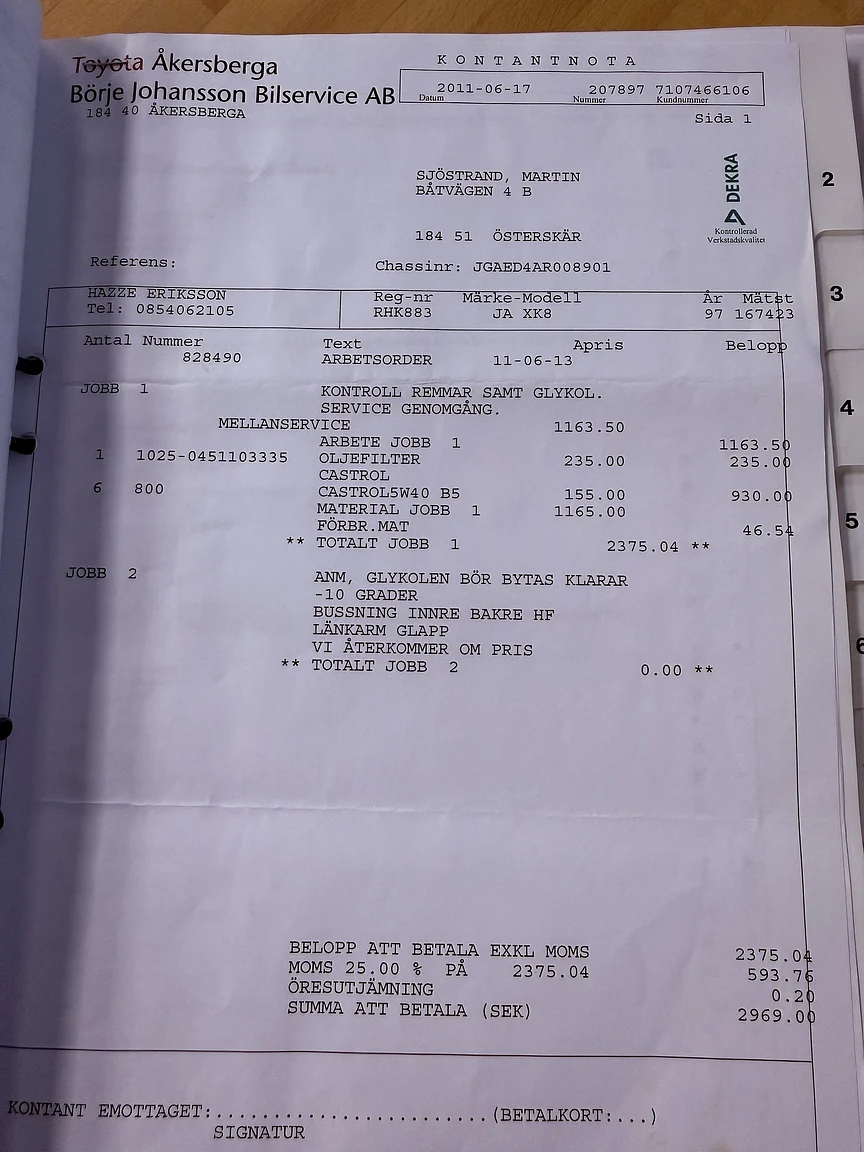 Toyota Åkersberga
Börje Johansson Bilservice AB
184 40 ÅKERSBERGA
KONTANTNOTA
2011-06-17 207897 7107466106
Datum Nummer Kundnummer
Sida 1
SJÖSTRAND, MARTIN
BÅTVÄGEN 4 B
184 51 ÖSTERSKÄR
DEKRA
Kontrollerad
Verkstadskvalitet
Referens: Chassinr: JGAED4AR008901
HAZZE ERIKSSON Reg-nr Märke-Modell År Mätst
Tel: 0854062105 RHK883 JA XK8 97 167423
Antal Nummer Text Apris Belopp
828490 ARBETSORDER 11-06-13
JOBB 1 KONTROLL REMMAR SAMT GLYKOL.
SERVICE GENOMGÅNG.
MELLANSERVICE 1163.50
ARBETE JOBB 1 1163.50
1 1025-0451103335 OLJEFILTER 235.00 235.00
CASTROL
6 800 CASTROL5W40 B5 155.00 930.00
MATERIAL JOBB 1 1165.00
FÖRBR.MAT 46.54
** TOTALT JOBB 1 2375.04 **
JOBB 2 ANM, GLYKOLEN BÖR BYTAS KLARAR
-10 GRADER
BUSSNING INNRE BAKRE HF
LÄNKARM GLAPP
VI ÅTERKOMMER OM PRIS
** TOTALT JOBB 2 0.00 **
BELOPP ATT BETALA EXKL MOMS 2375.04
MOMS 25.00 % PÅ 2375.04 593.76
ÖRESUTJÄMNING 0.20
SUMMA ATT BETALA (SEK) 2969.00
KONTANT EMOTTAGET:........................(BETALKORT:...)
SIGNATUR
2
3
4
5
6